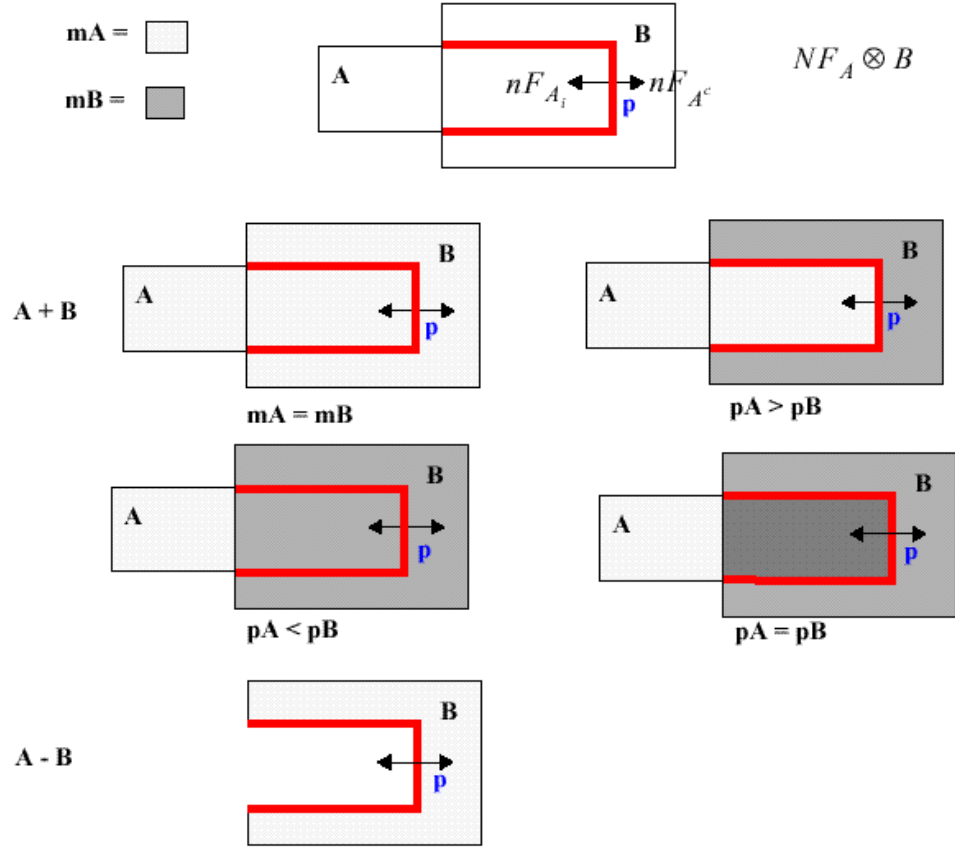 mA =
mB =
A
B
nF_{A_i}
nF_{A^c}
p
NF_A ⊗ B
A + B
A
B
p
mA = mB
A
B
p
pA > pB
A
B
p
pA < pB
A
B
p
pA = pB
A - B
B
p